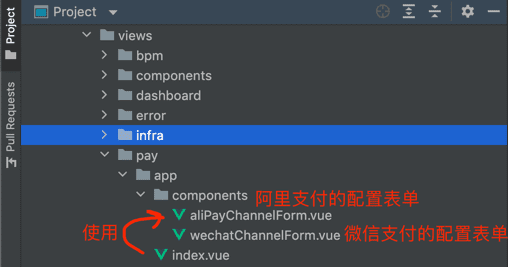 Project
Project
Pull Requests
views
bpm
components
dashboard
error
infra
pay
app
components 阿里支付的配置表单
aliPayChannelForm.vue
wechatChannelForm.vue 微信支付的配置表单
使用
index.vue